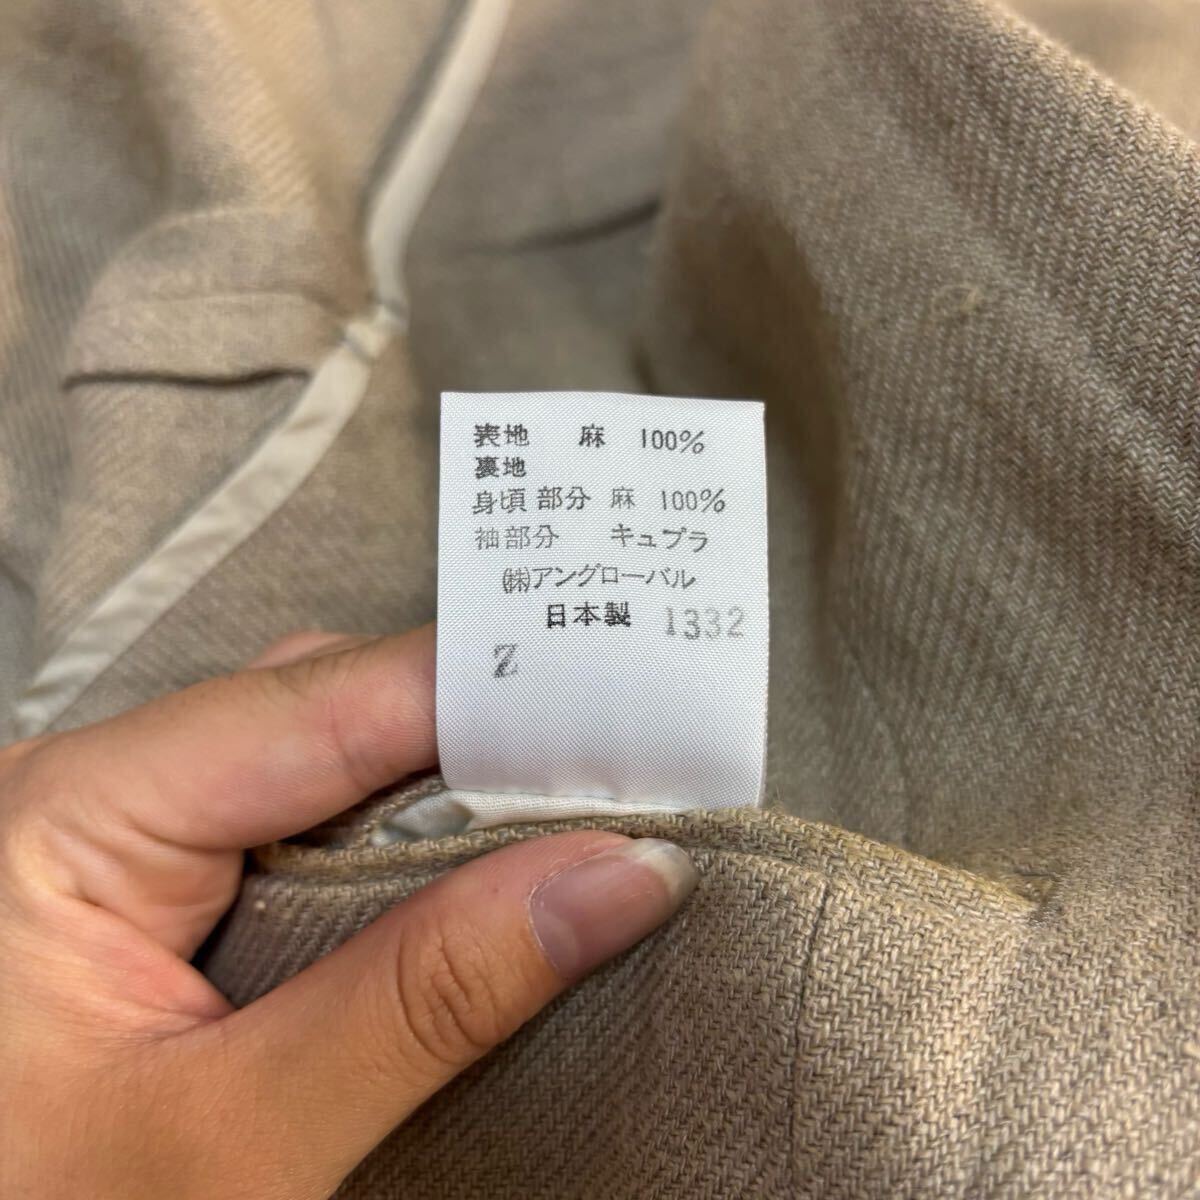 表地 麻 100%
裏地
身頃部分 麻 100%
袖部分 キュプラ
㈱アングローバル
日本製 1332
Z